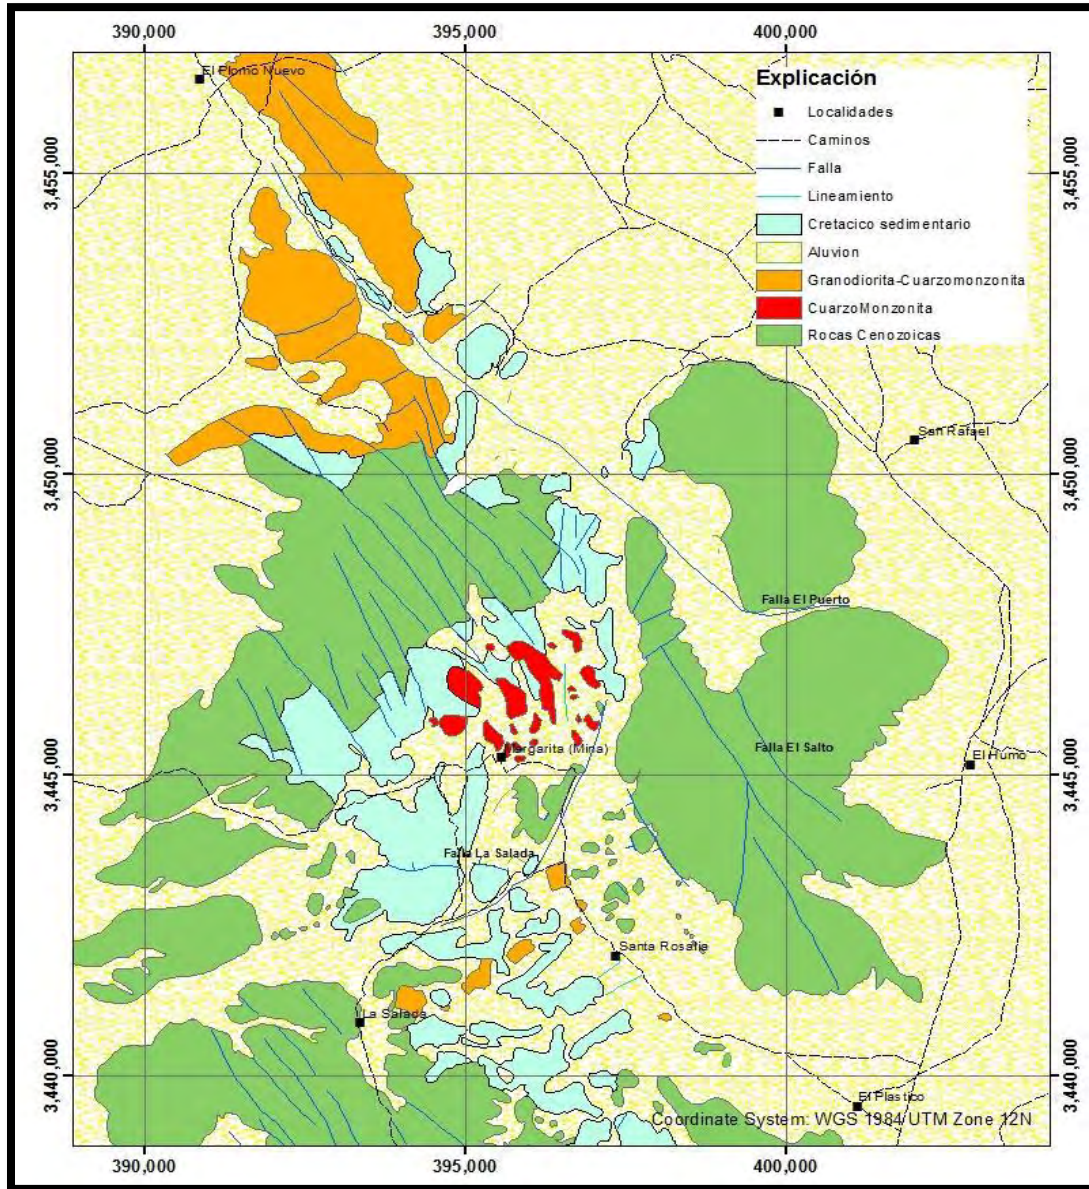 390,000 395,000 400,000
El Plomo Nuevo
Explicación
Localidades
Caminos
Falla
Lineamiento
Cretacico sedimentario
Aluvion
Granodiorita-Cuarzomonzonita
CuarzoMonzonita
Rocas Cenozoicas
3,455,000 3,455,000
San Rafael
3,450,000 3,450,000
Falla El Puerto
Margarita (Mina)
Falla El Salto
El Humo
3,445,000 3,445,000
Falla La Salada
Santa Rosalia
La Salada
3,440,000 3,440,000
El Plastico
Coordinate System: WGS 1984/UTM Zone 12N
390,000 395,000 400,000